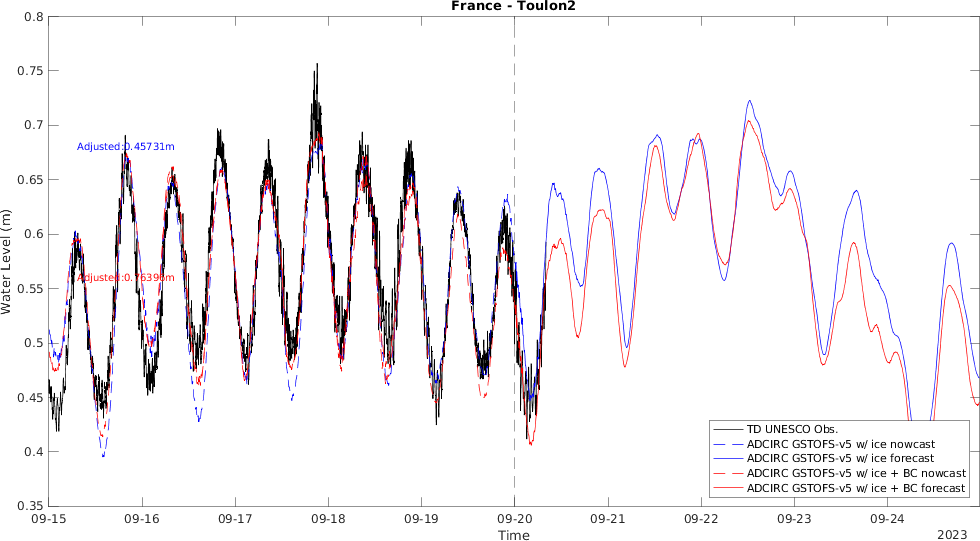 France - Toulon2
0.8
0.75
0.7
0.65
0.6
0.55
0.5
0.45
0.4
0.35
Water Level (m)
Adjusted:0.45731m
Adjusted:0.76396m
TD UNESCO Obs.
ADCIRC GSTOFS-v5 w/ ice nowcast
ADCIRC GSTOFS-v5 w/ ice forecast
ADCIRC GSTOFS-v5 w/ ice + BC nowcast
ADCIRC GSTOFS-v5 w/ ice + BC forecast
09-15 09-16 09-17 09-18 09-19 09-20 09-21 09-22 09-23 09-24
Time
2023